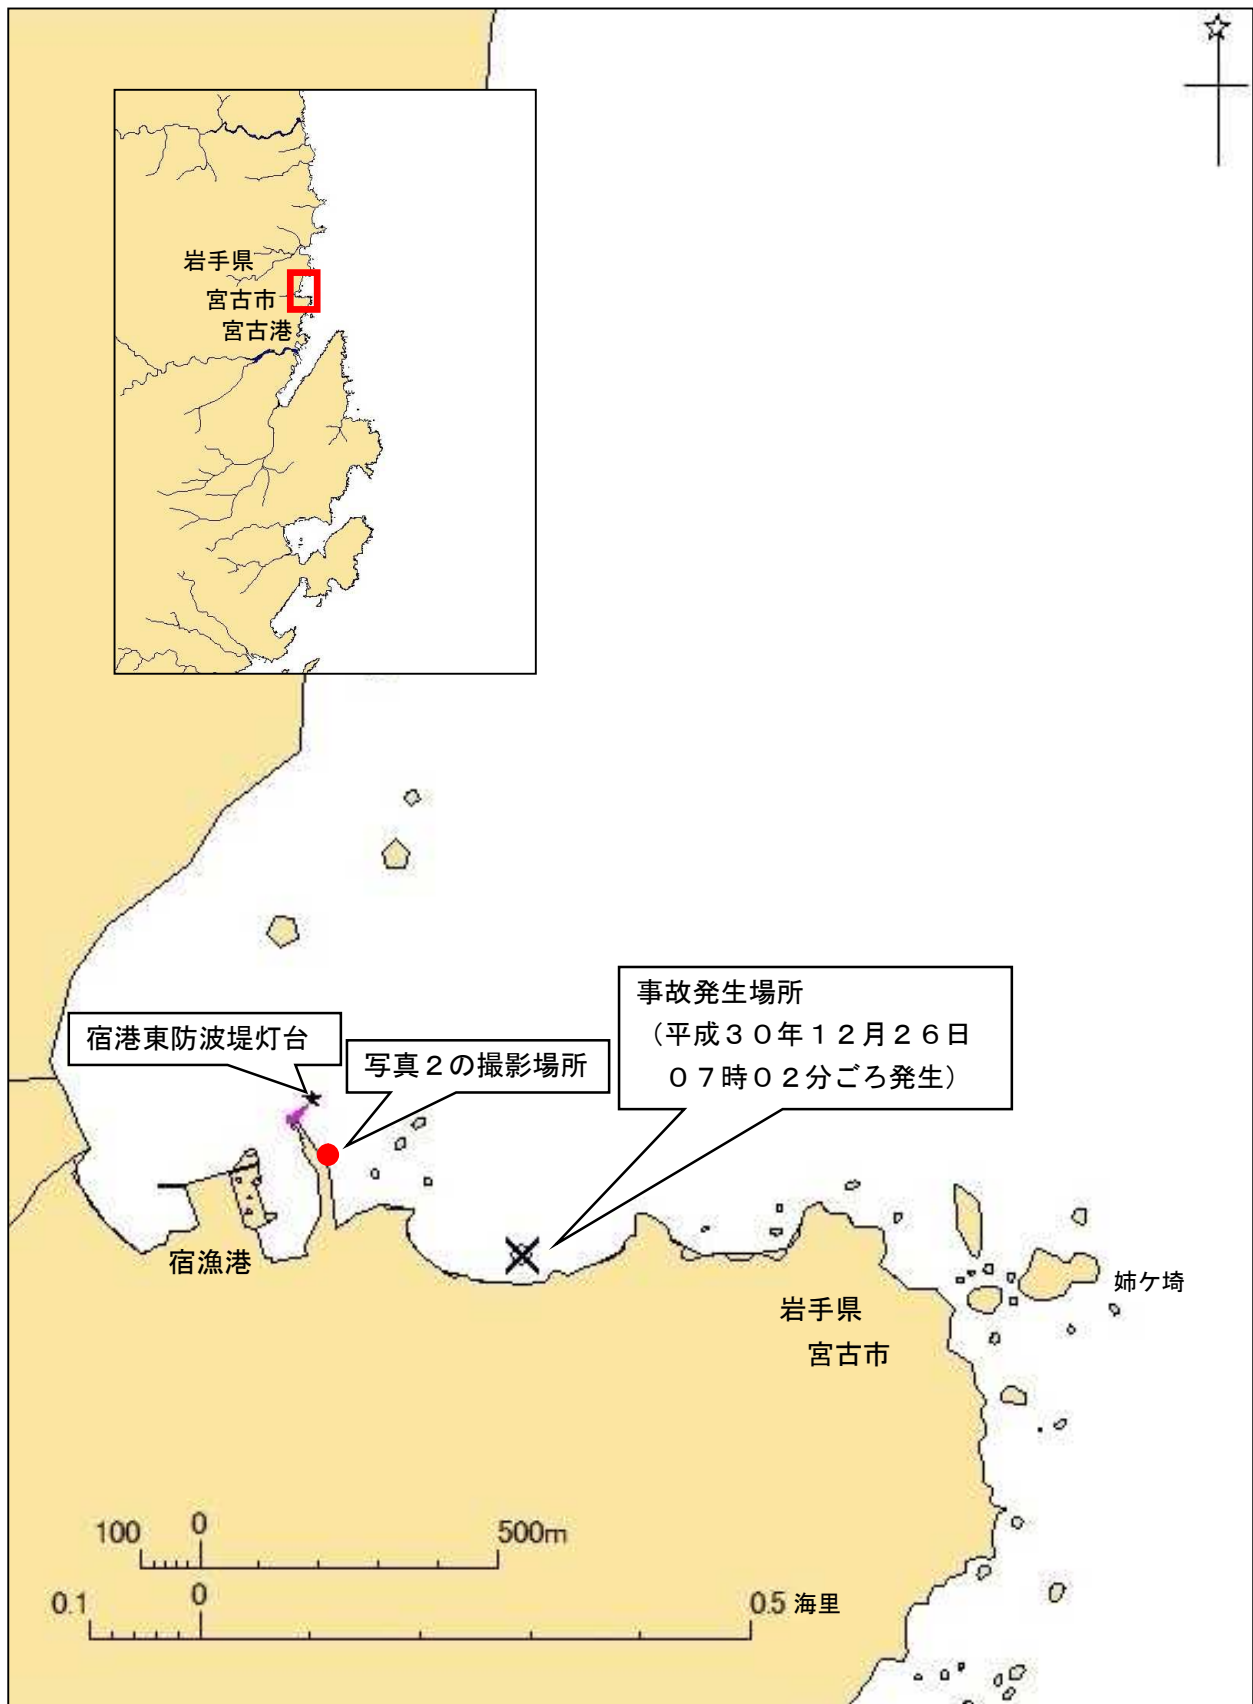 岩手県
宮古市
宮古港
事故発生場所
(平成30年12月26日
07時02分ごろ発生)
宿港東防波堤灯台
写真2の撮影場所
宿漁港
姉ケ埼
岩手県
宮古市
100 0 500m
0.1 0 0.5 海里